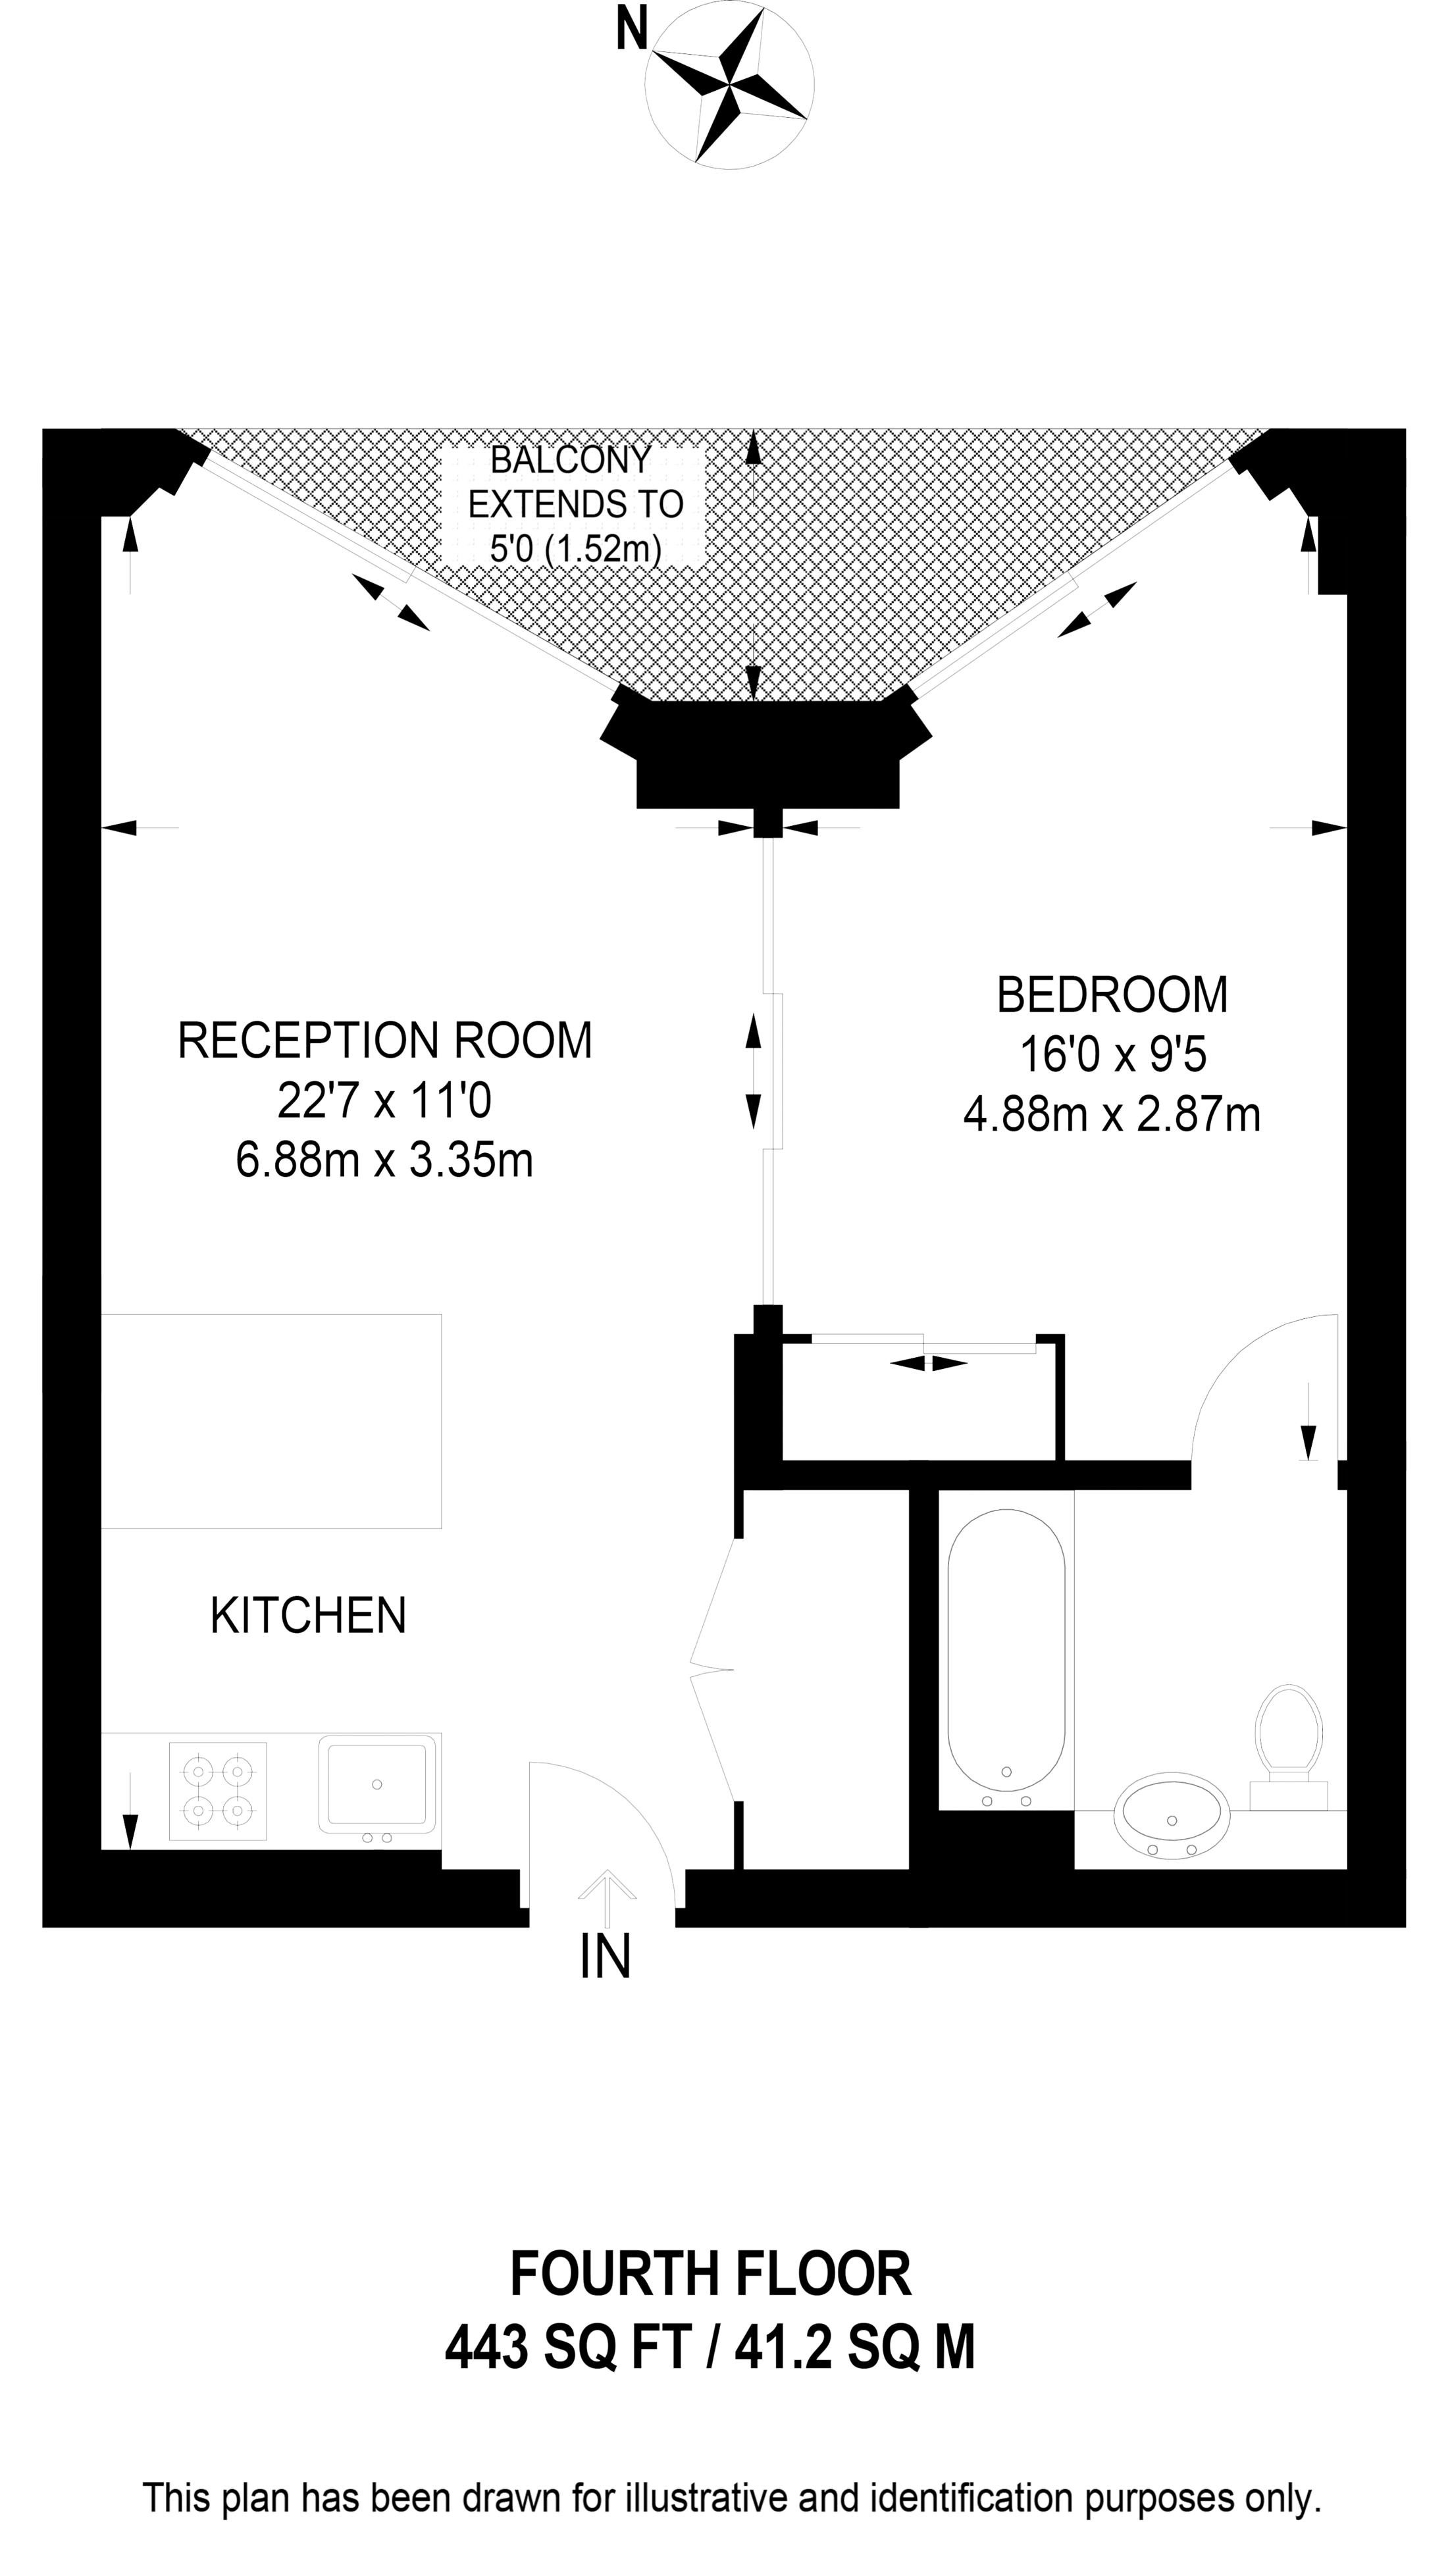 N
BALCONY
EXTENDS TO
5'0 (1.52m)
RECEPTION ROOM
22'7 x 11'0
6.88m x 3.35m
BEDROOM
16'0 x 9'5
4.88m x 2.87m
KITCHEN
IN
FOURTH FLOOR
443 SQ FT / 41.2 SQ M
This plan has been drawn for illustrative and identification purposes only.